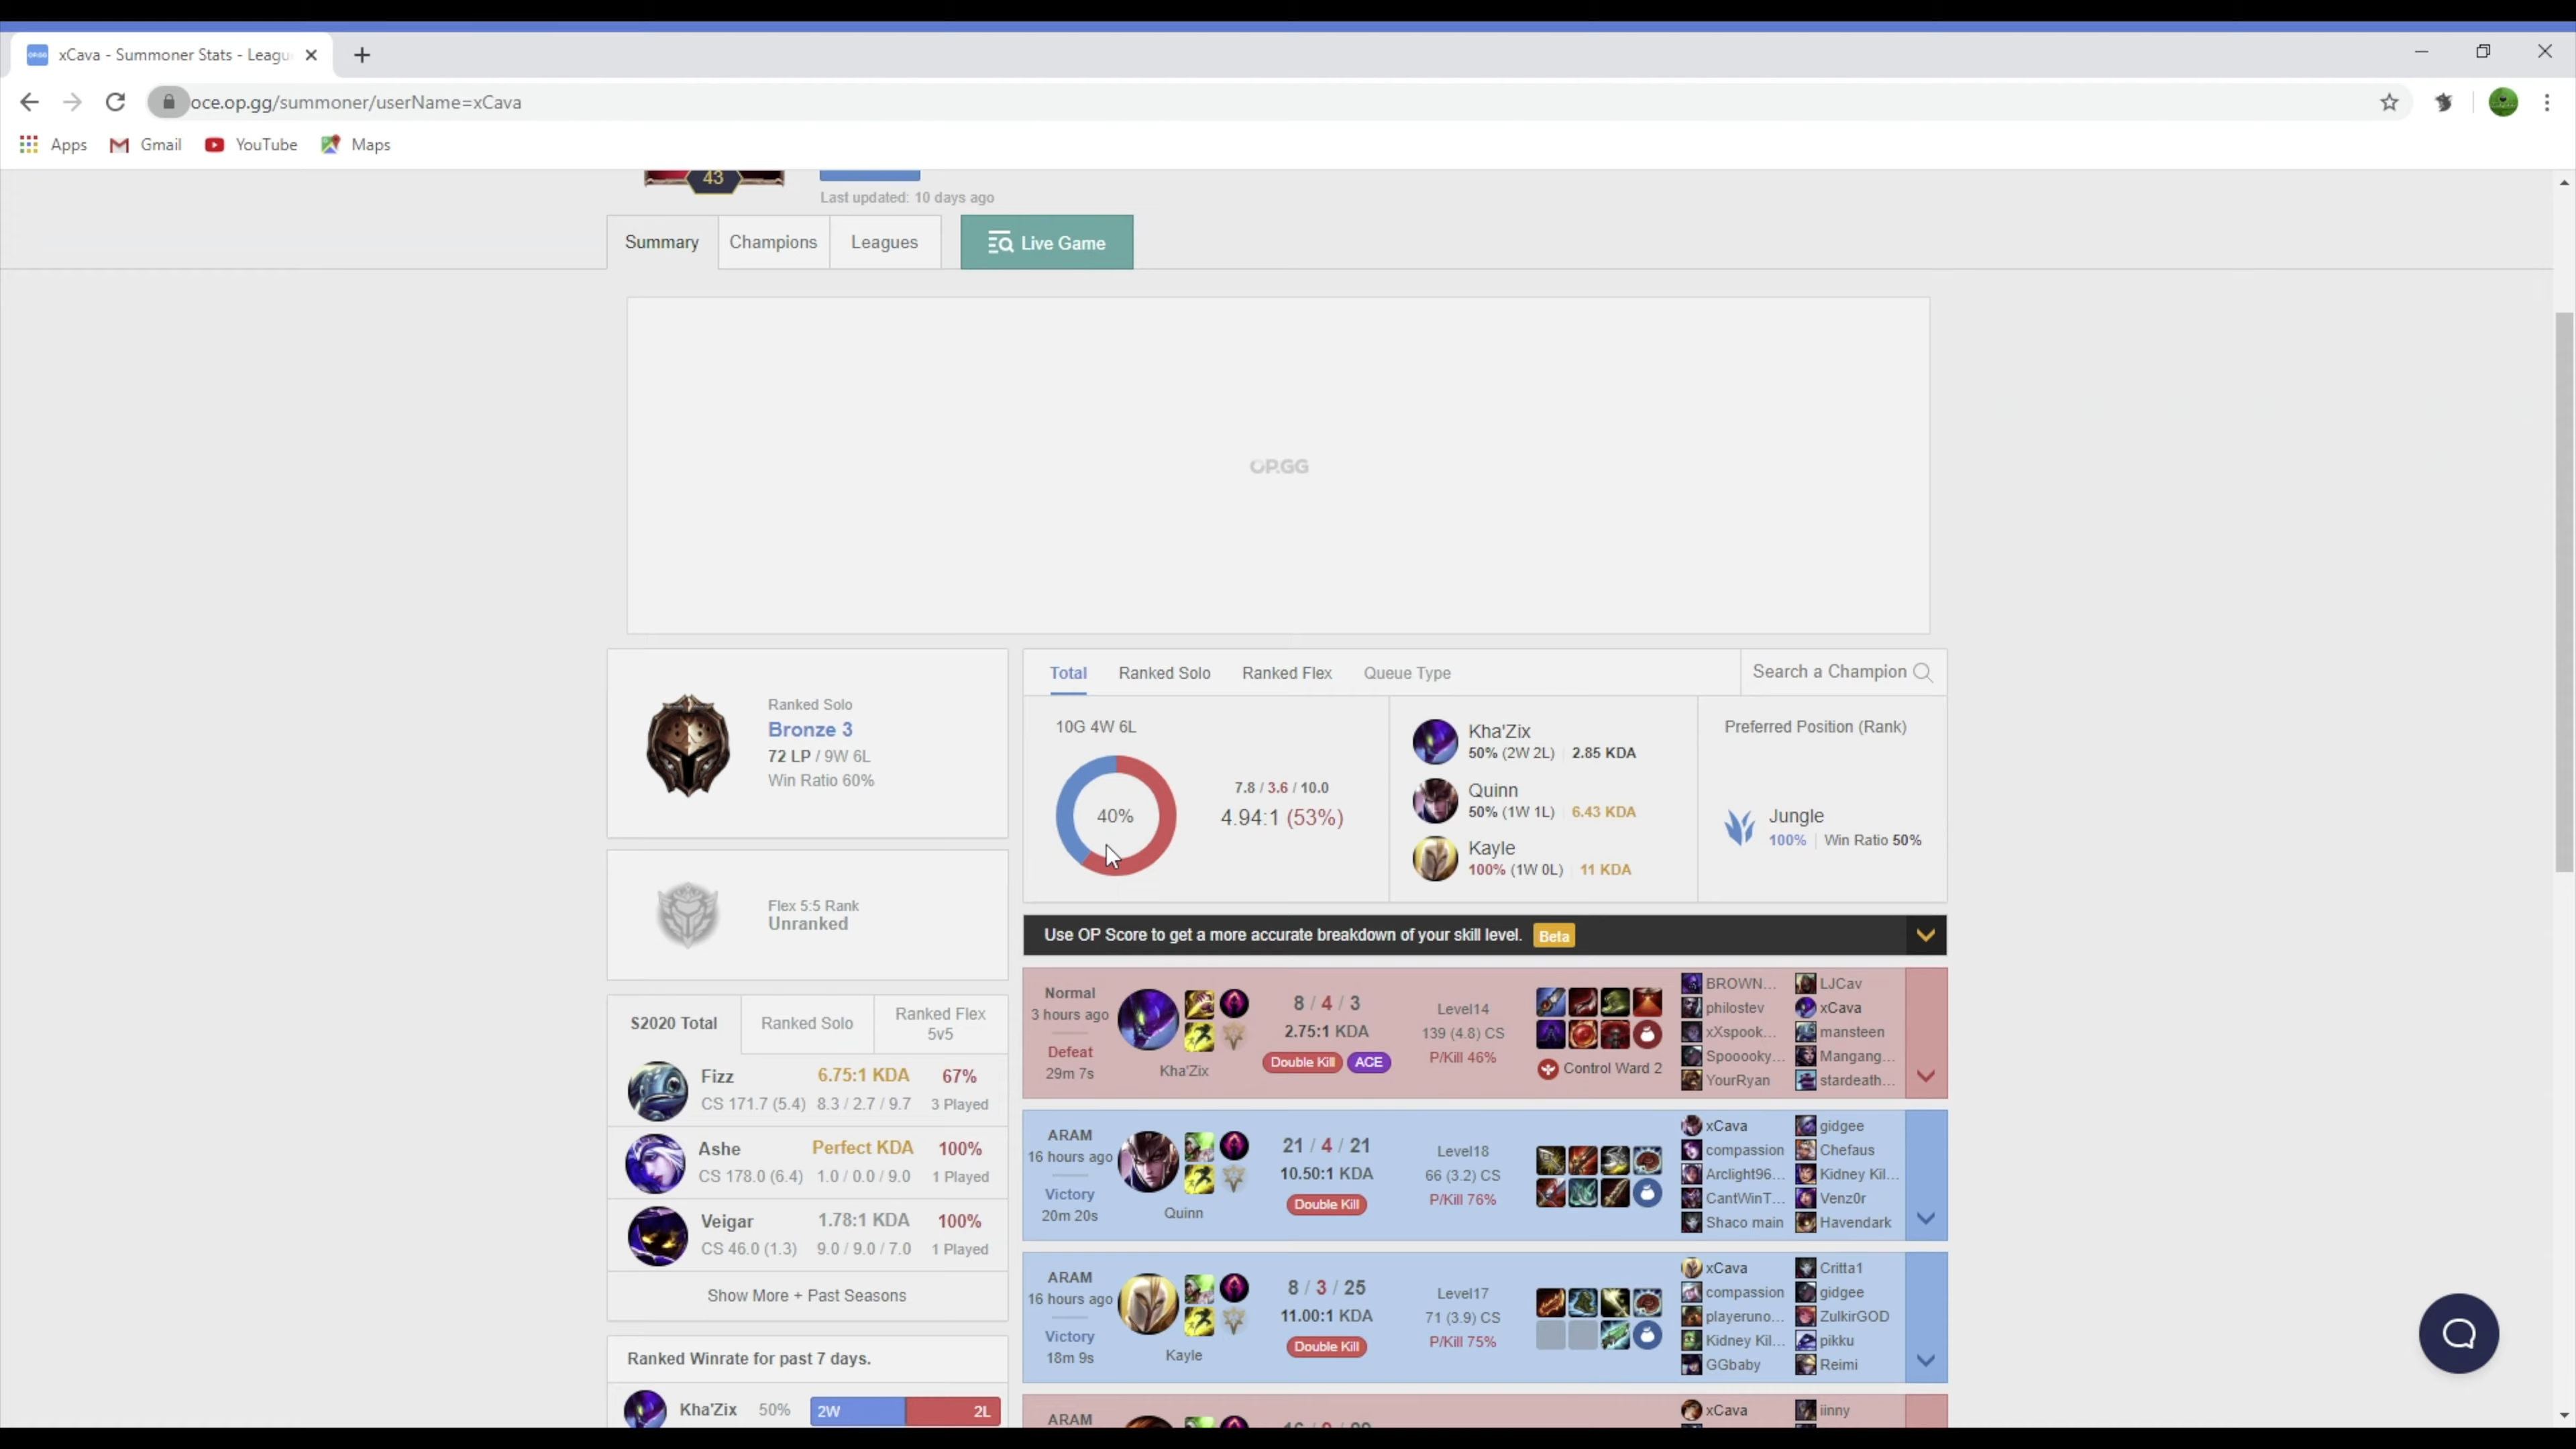 xCava - Summoner Stats - Leagu
oce.op.gg/summoner/userName=xCava
Apps Gmail YouTube Maps
43
Last updated: 10 days ago
Summary Champions Leagues Live Game
OP.GG
Ranked Solo
Bronze 3
72 LP / 9W 6L
Win Ratio 60%
Flex 5:5 Rank
Unranked
S2020 Total Ranked Solo Ranked Flex 5v5
Fizz 6.75:1 KDA 67%
CS 171.7 (5.4) 8.3 / 2.7 / 9.7 3 Played
Ashe Perfect KDA 100%
CS 178.0 (6.4) 1.0 / 0.0 / 9.0 1 Played
Veigar 1.78:1 KDA 100%
CS 46.0 (1.3) 9.0 / 9.0 / 7.0 1 Played
Show More + Past Seasons
Ranked Winrate for past 7 days.
Kha'Zix 50% 2W 2L
Total Ranked Solo Ranked Flex Queue Type Search a Champion
10G 4W 6L
40%
7.8 / 3.6 / 10.0
4.94:1 (53%)
Kha'Zix
50% (2W 2L) 2.85 KDA
Quinn
50% (1W 1L) 6.43 KDA
Kayle
100% (1W 0L) 11 KDA
Preferred Position (Rank)
Jungle
100% Win Ratio 50%
Use OP Score to get a more accurate breakdown of your skill level. Beta
Normal
3 hours ago
Defeat
29m 7s
Kha'Zix
8 / 4 / 3
2.75:1 KDA
Double Kill ACE
Level14
139 (4.8) CS
P/Kill 46%
Control Ward 2
BROWN... LJCav
philostev xCava
xXspook... mansteen
Spooooky... Mangang...
YourRyan stardeath...
ARAM
16 hours ago
Victory
20m 20s
Quinn
21 / 4 / 21
10.50:1 KDA
Double Kill
Level18
66 (3.2) CS
P/Kill 76%
xCava gidgee
compassion Chefaus
Arclight96... Kidney Kil...
CantWinT... Venz0r
Shaco main Havendark
ARAM
16 hours ago
Victory
18m 9s
Kayle
8 / 3 / 25
11.00:1 KDA
Double Kill
Level17
71 (3.9) CS
P/Kill 75%
xCava Critta1
compassion gidgee
playeruno... ZulkirGOD
Kidney Kil... pikku
GGbaby Reimi
ARAM
xCava iinny